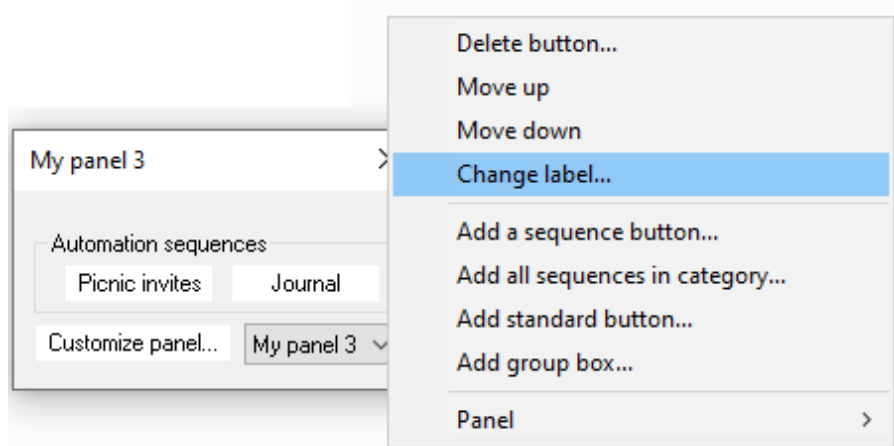 My panel 3
Automation sequences
Picnic invites
Journal
Customize panel...
My panel 3
Delete button...
Move up
Move down
Change label...
Add a sequence button...
Add all sequences in category...
Add standard button...
Add group box...
Panel